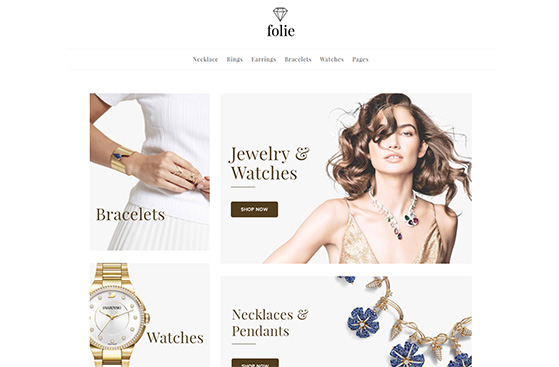 folie
Necklace Rings Earrings Bracelets Watches Pages
Jewelry &
Watches
SHOP NOW
Bracelets
SWAROVSKI
Watches
Necklaces &
Pendants
SHOP NOW